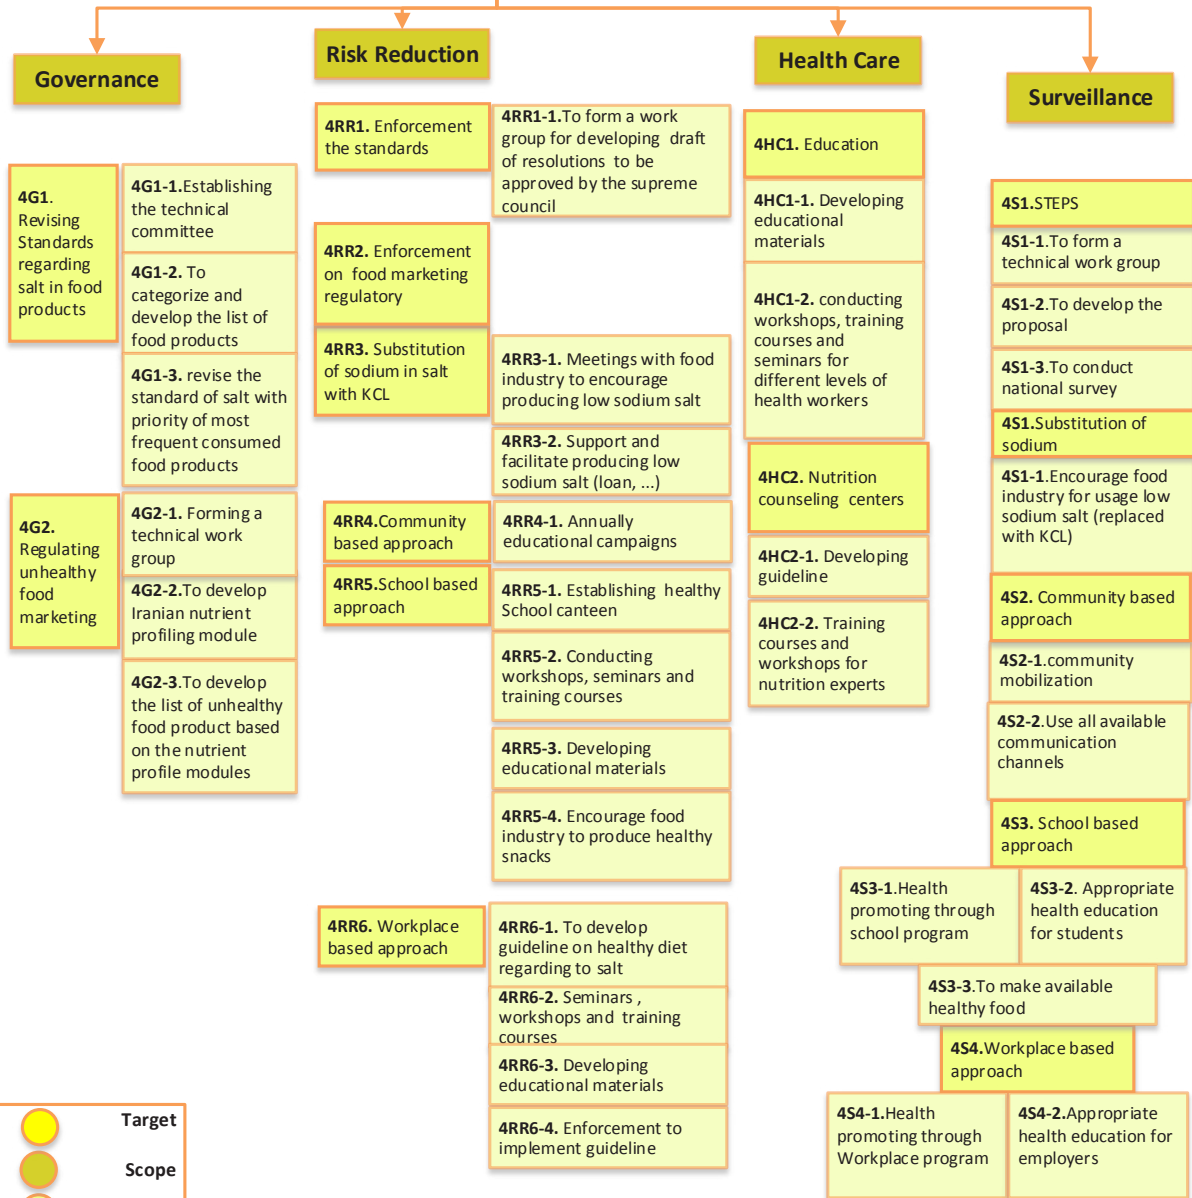 Governance
4G1.
Revising
Standards
regarding
salt in food
products
4G1-1.Establishing
the technical
committee
4G1-2. To
categorize and
develop the list of
food products
4G1-3. revise the
standard of salt with
priority of most
frequent consumed
food products
4G2.
Regulating
unhealthy
food
marketing
4G2-1. Forming a
technical work
group
4G2-2.To develop
Iranian nutrient
profiling module
4G2-3.To develop
the list of unhealthy
food product based
on the nutrient
profile modules
Risk Reduction
4RR1. Enforcement
the standards
4RR1-1.To form a work
group for developing draft
of resolutions to be
approved by the supreme
council
4RR2. Enforcement
on food marketing
regulatory
4RR3. Substitution
of sodium in salt
with KCL
4RR3-1. Meetings with food
industry to encourage
producing low sodium salt
4RR3-2. Support and
facilitate producing low
sodium salt (loan, ...)
4RR4.Community
based approach
4RR4-1. Annually
educational campaigns
4RR5.School based
approach
4RR5-1. Establishing healthy
School canteen
4RR5-2. Conducting
workshops, seminars and
training courses
4RR5-3. Developing
educational materials
4RR5-4. Encourage food
industry to produce healthy
snacks
4RR6. Workplace
based approach
4RR6-1. To develop
guideline on healthy diet
regarding to salt
4RR6-2. Seminars ,
workshops and training
courses
4RR6-3. Developing
educational materials
4RR6-4. Enforcement to
implement guideline
Health Care
4HC1. Education
4HC1-1. Developing
educational
materials
4HC1-2. conducting
workshops, training
courses and
seminars for
different levels of
health workers
4HC2. Nutrition
counseling centers
4HC2-1. Developing
guideline
4HC2-2. Training
courses and
workshops for
nutrition experts
Surveillance
4S1.STEPS
4S1-1.To form a
technical work group
4S1-2.To develop the
proposal
4S1-3.To conduct
national survey
4S1.Substitution of
sodium
4S1-1.Encourage food
industry for usage low
sodium salt (replaced
with KCL)
4S2. Community based
approach
4S2-1.community
mobilization
4S2-2.Use all available
communication
channels
4S3. School based
approach
4S3-1.Health
promoting through
school program
4S3-2. Appropriate
health education
for students
4S3-3.To make available
healthy food
4S4.Workplace based
approach
4S4-1.Health
promoting through
Workplace program
4S4-2.Appropriate
health education for
employers
Target
Scope